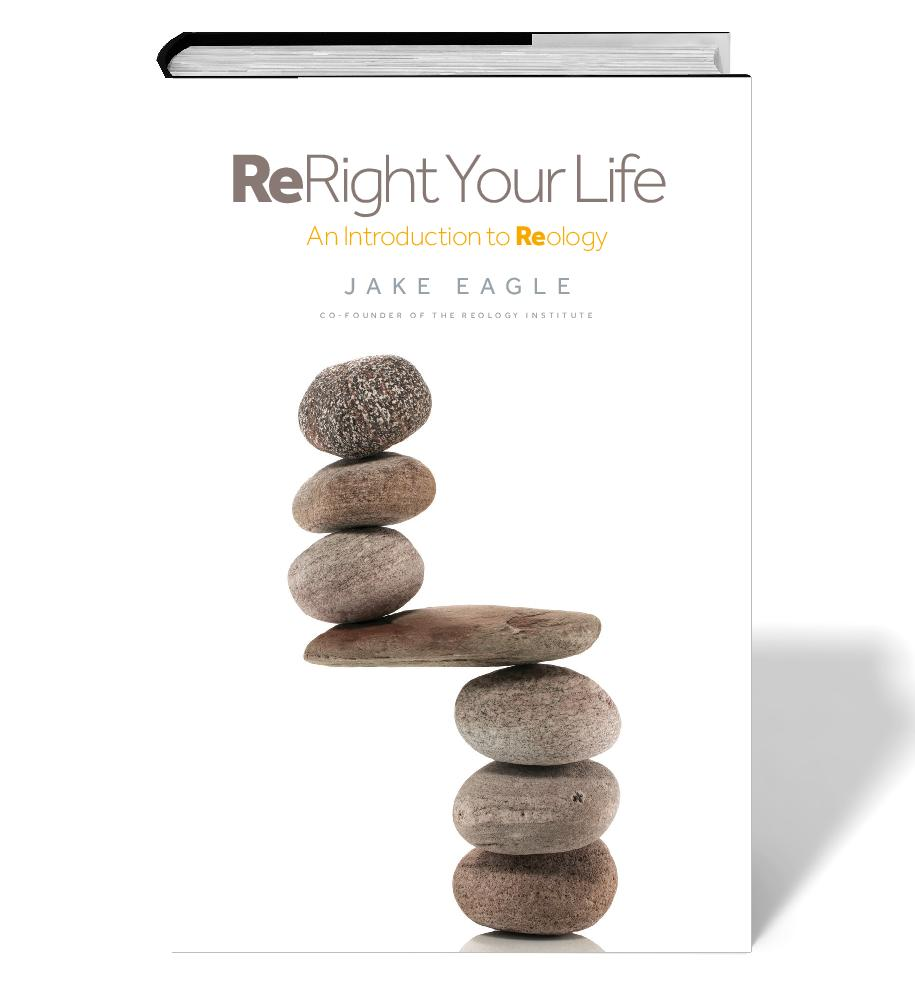 ReRight Your Life
An Introduction to Reology
JAKE EAGLE
CO-FOUNDER OF THE REOLOGY INSTITUTE